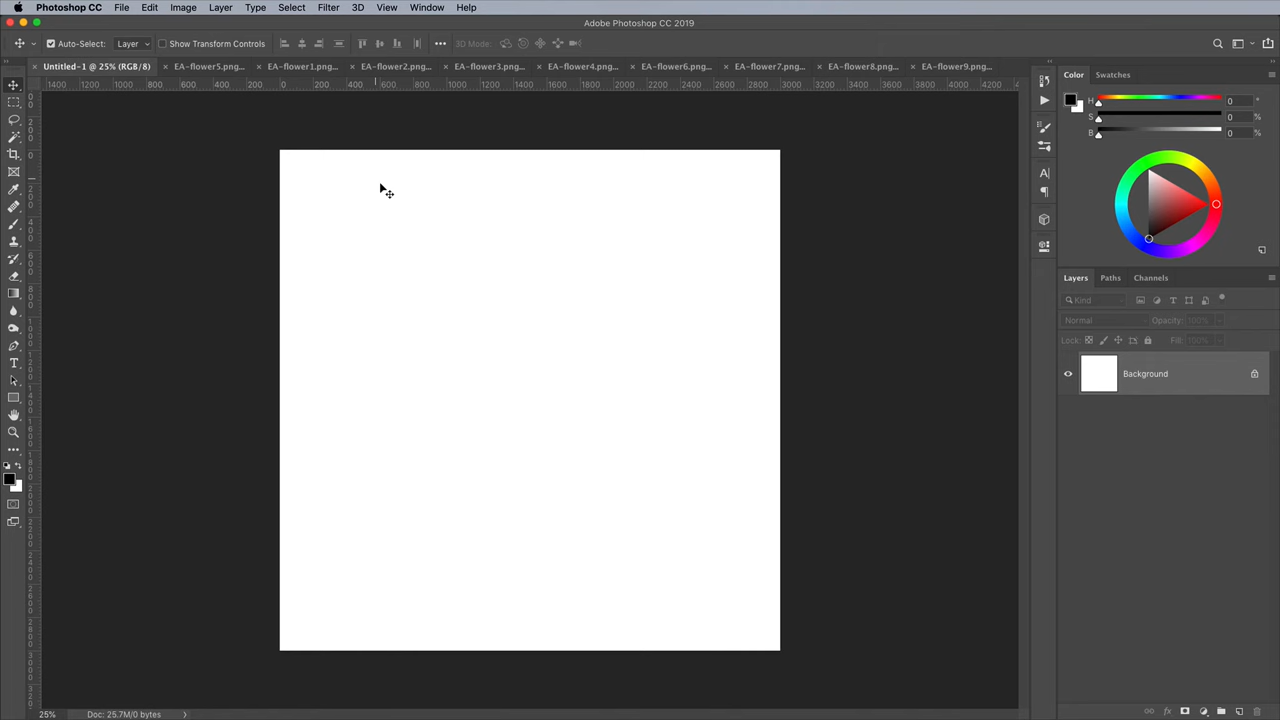 Photoshop CC File Edit Image Layer Type Select Filter 3D View Window Help
Adobe Photoshop CC 2019
Auto-Select: Layer Show Transform Controls 3D Mode:
Untitled-1 @ 25% (RGB/8) EA-flower5.png... EA-flower1.png... EA-flower2.png... EA-flower3.png... EA-flower4.png... EA-flower6.png... EA-flower7.png... EA-flower8.png... EA-flower9.png...
1400 1200 1000 800 600 400 200 0 200 400 600 800 1000 1200 1400 1600 1800 2000 2200 2400 2600 2800 3000 3200 3400 3600 3800 4000 4200 4400
Color Swatches
H 0 °
S 0 %
B 0 %
Layers Paths Channels
Kind
Normal Opacity: 100%
Lock: Fill: 100%
Background
25% Doc: 25.7M/0 bytes